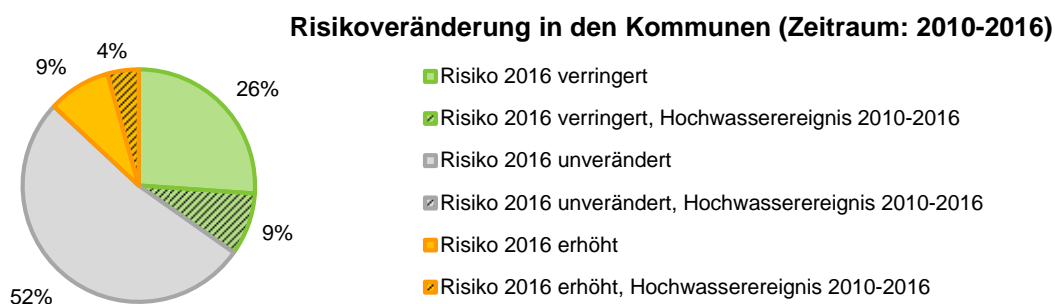 Risikoveränderung in den Kommunen (Zeitraum: 2010-2016)
4%
9%
26%
9%
52%
Risiko 2016 verringert
Risiko 2016 verringert, Hochwasserereignis 2010-2016
Risiko 2016 unverändert
Risiko 2016 unverändert, Hochwasserereignis 2010-2016
Risiko 2016 erhöht
Risiko 2016 erhöht, Hochwasserereignis 2010-2016